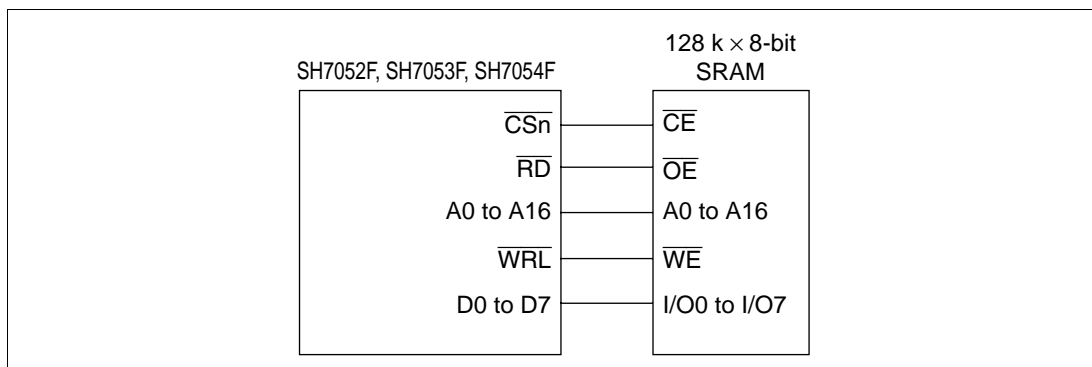 128 k × 8-bit
SH7052F, SH7053F, SH7054F SRAM
CSn CE
RD OE
A0 to A16 A0 to A16
WRL WE
D0 to D7 I/O0 to I/O7